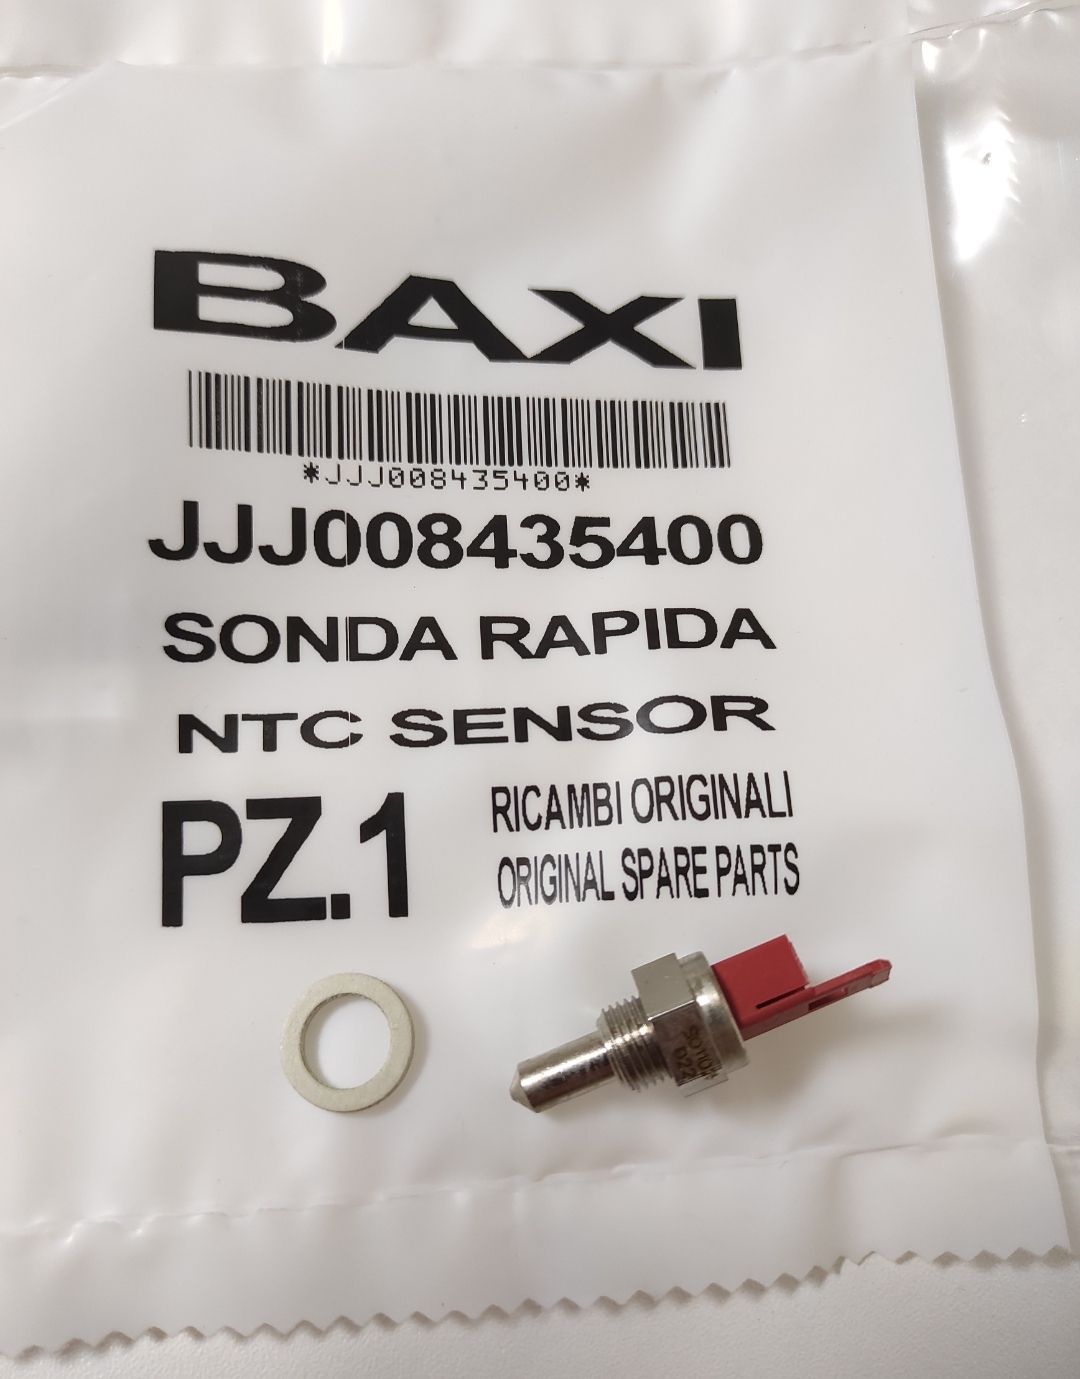 BAXI
*JJJ008435400*
JJJ008435400
SONDA RAPIDA
NTC SENSOR
PZ.1
RICAMBI ORIGINALI
ORIGINAL SPARE PARTS